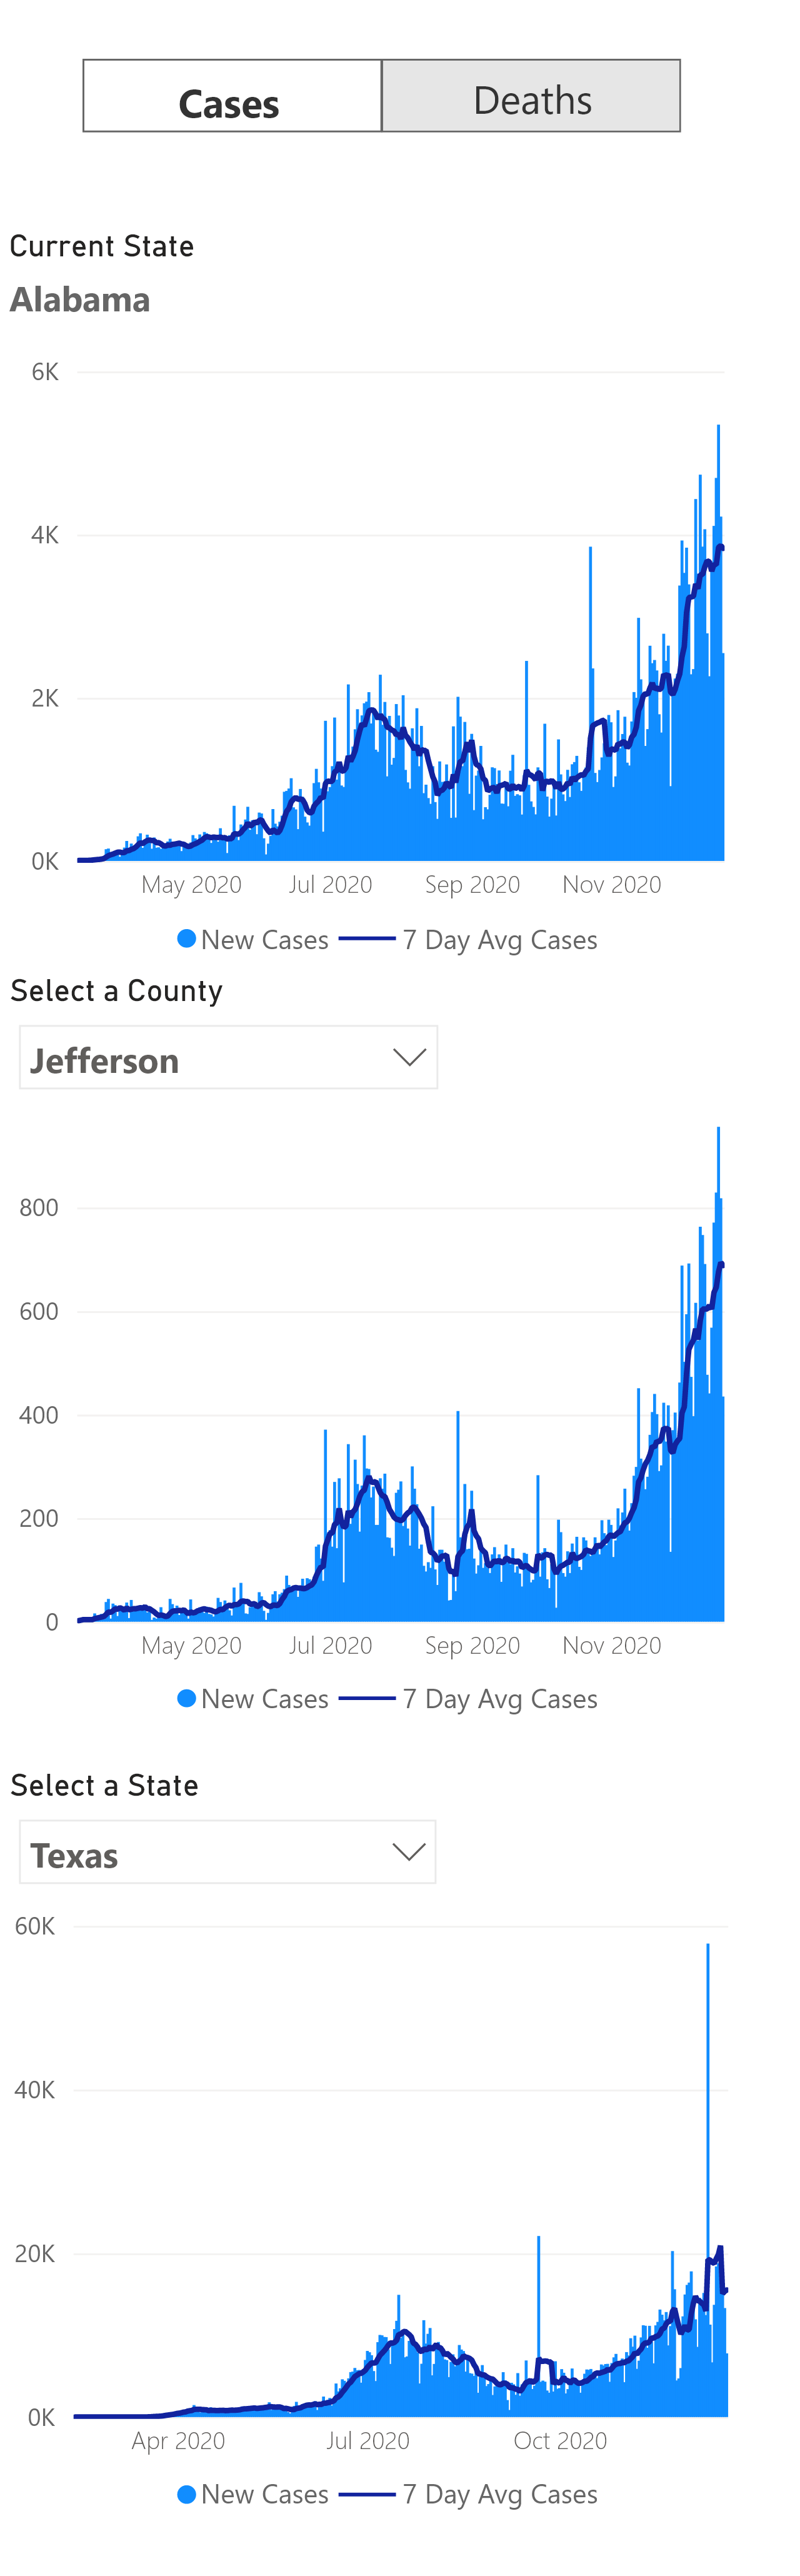 Cases Deaths
Current State
Alabama
6K
4K
2K
0K
May 2020 Jul 2020 Sep 2020 Nov 2020
New Cases 7 Day Avg Cases
Select a County
Jefferson
800
600
400
200
0
May 2020 Jul 2020 Sep 2020 Nov 2020
New Cases 7 Day Avg Cases
Select a State
Texas
60K
40K
20K
0K
Apr 2020 Jul 2020 Oct 2020
New Cases 7 Day Avg Cases